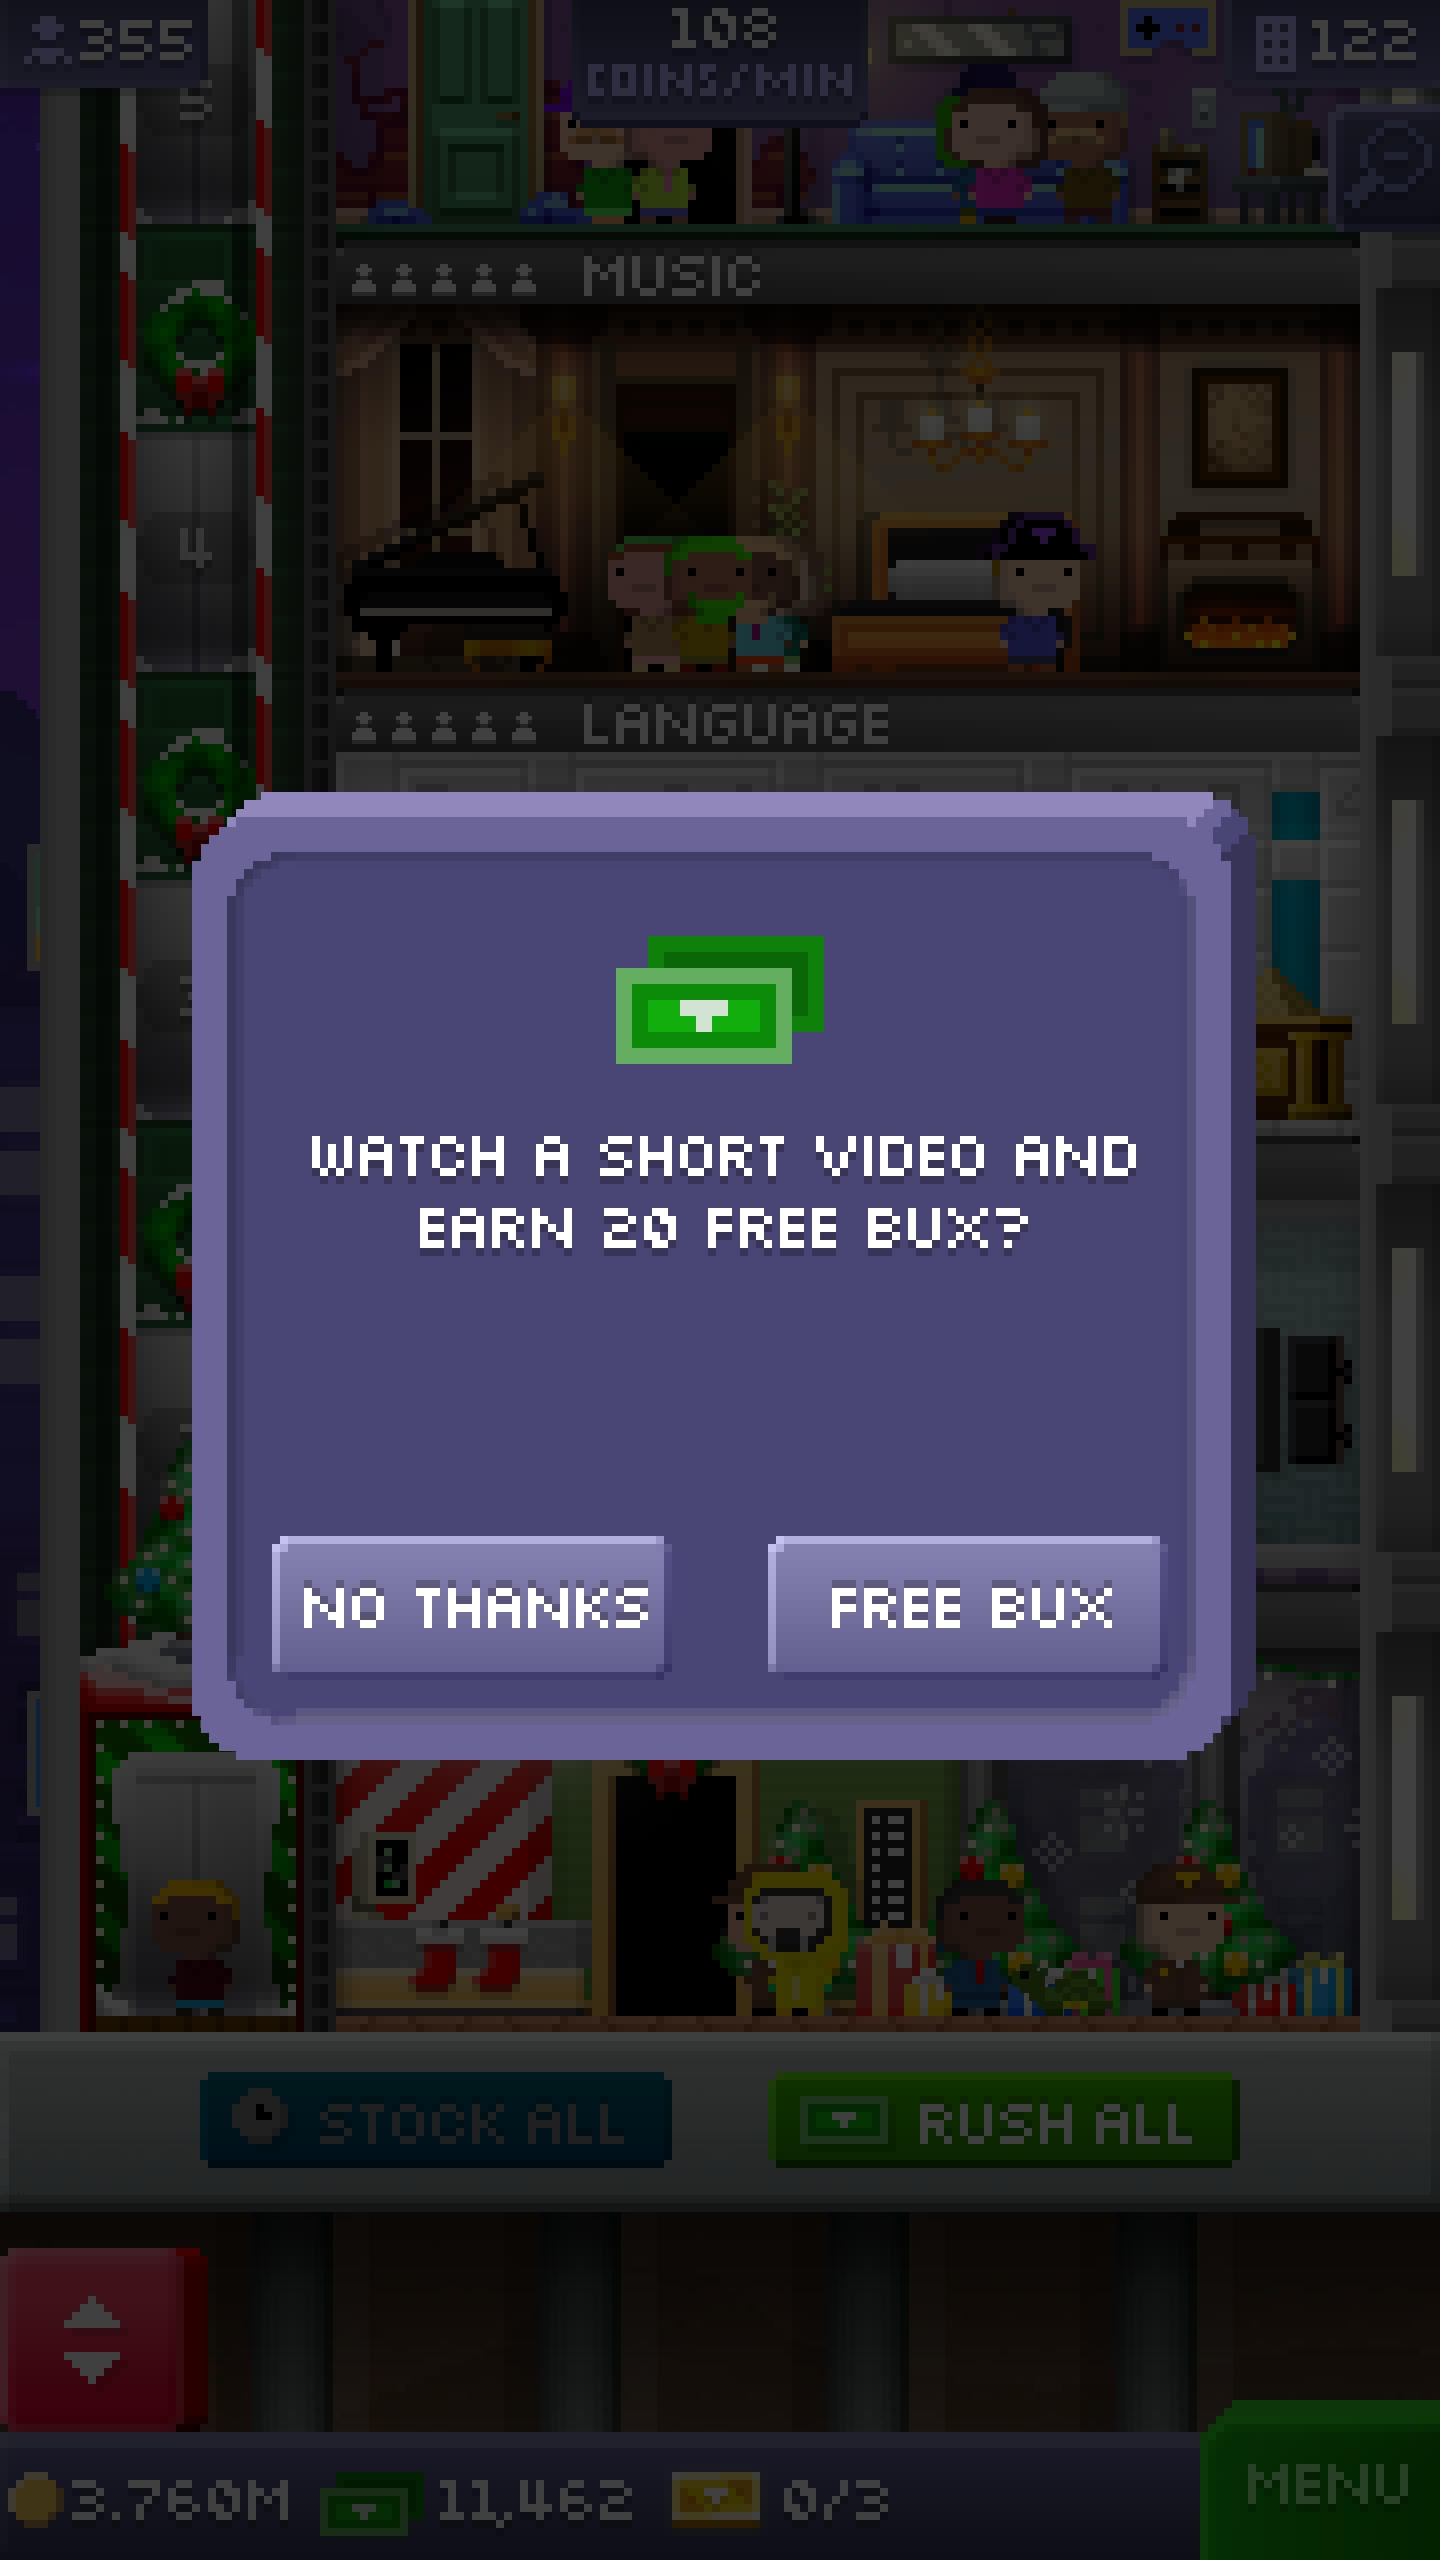 355
108
COINS/MIN
122
5
MUSIC
4
LANGUAGE
WATCH A SHORT VIDEO AND
EARN 20 FREE BUX?
NO THANKS
FREE BUX
STOCK ALL
RUSH ALL
3.760M
11,462
0/3
MENU